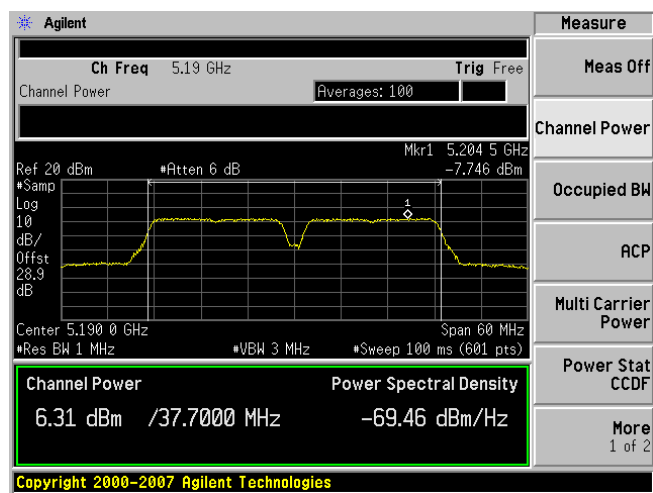 Agilent
Measure
Ch Freq 5.19 GHz Trig Free
Channel Power Averages: 100
Mkr1 5.204 5 GHz
Ref 20 dBm #Atten 6 dB -7.746 dBm
#Samp
Log
10
dB/
Offst
28.9
dB
1
Center 5.190 0 GHz Span 60 MHz
#Res BW 1 MHz #VBW 3 MHz #Sweep 100 ms (601 pts)
Channel Power Power Spectral Density
6.31 dBm /37.7000 MHz -69.46 dBm/Hz
Copyright 2000-2007 Agilent Technologies
Meas Off
Channel Power
Occupied BW
ACP
Multi Carrier
Power
Power Stat
CCDF
More
1 of 2